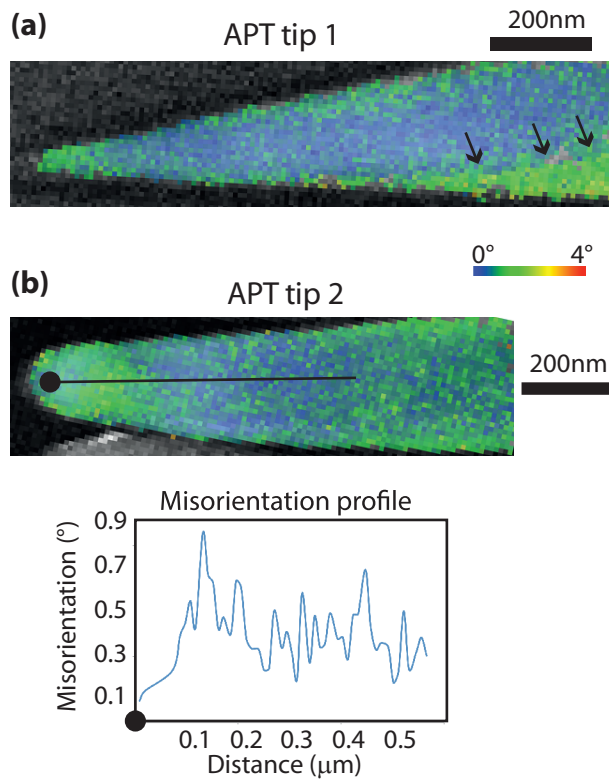 (a)
APT tip 1
200nm
0° 4°
(b)
APT tip 2
200nm
Misorientation profile
Misorientation (°)
0.9
0.7
0.5
0.3
0.1
0.1 0.2 0.3 0.4 0.5
Distance (μm)